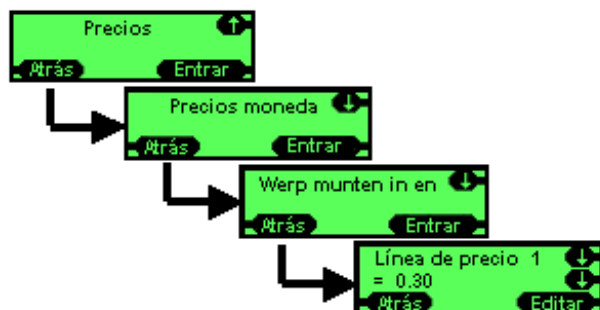 Precios
Atrás Entrar
Precios moneda
Atrás Entrar
Werp munten in en
Atrás Entrar
Línea de precio 1
= 0.30
Atrás Editar